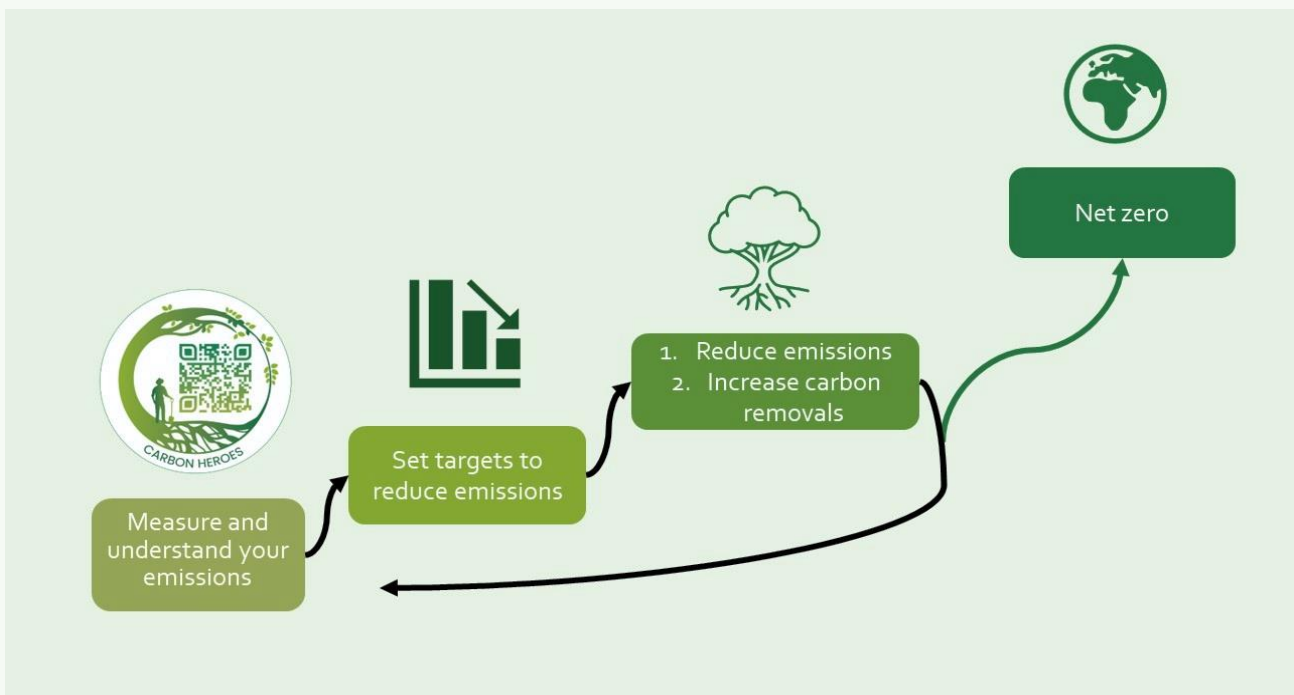 CARBON HEROES
Measure and
understand your
emissions
Set targets to
reduce emissions
1. Reduce emissions
2. Increase carbon
removals
Net zero